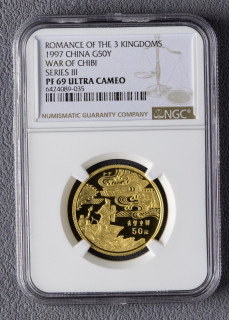 ROMANCE OF THE 3 KINGDOMS
1997 CHINA G50Y
WAR OF CHIBI
SERIES III
PF 69 ULTRA CAMEO
6424089-035
NUMISMATIC GUARANTY COMPANY
NGC
50元